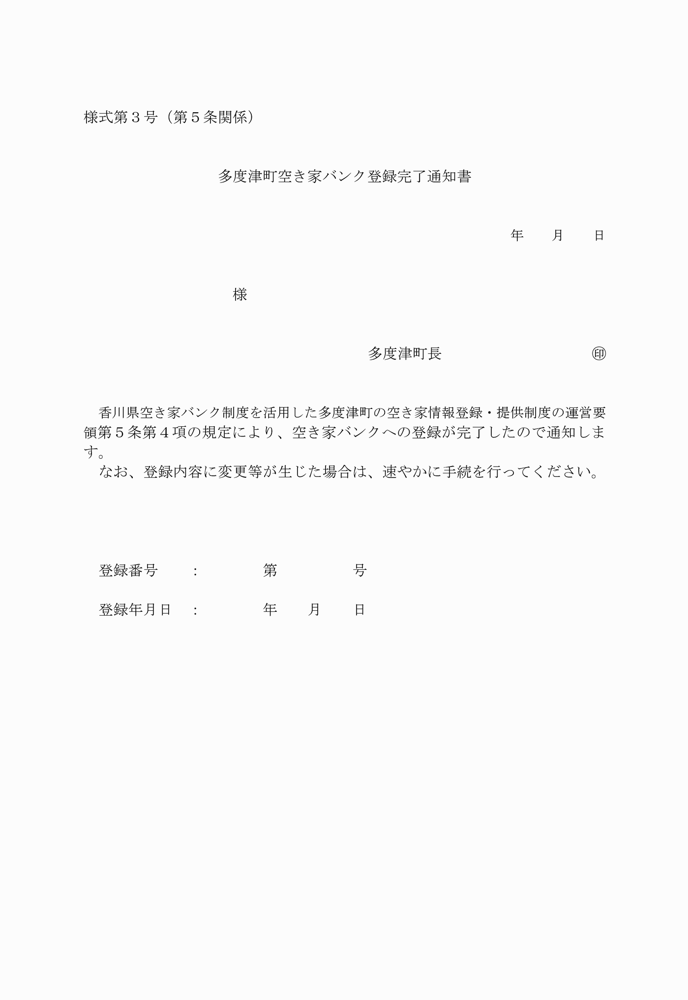 様式第３号（第５条関係）
多度津町空き家バンク登録完了通知書
年　　月　　日
様
多度津町長　　　　　　　　　　㊞
香川県空き家バンク制度を活用した多度津町の空き家情報登録・提供制度の運営要
領第５条第４項の規定により、空き家バンクへの登録が完了したので通知しま
す。
なお、登録内容に変更等が生じた場合は、速やかに手続を行ってください。
登録番号　　：　　　　第　　　　　号
登録年月日　：　　　　年　　月　　日